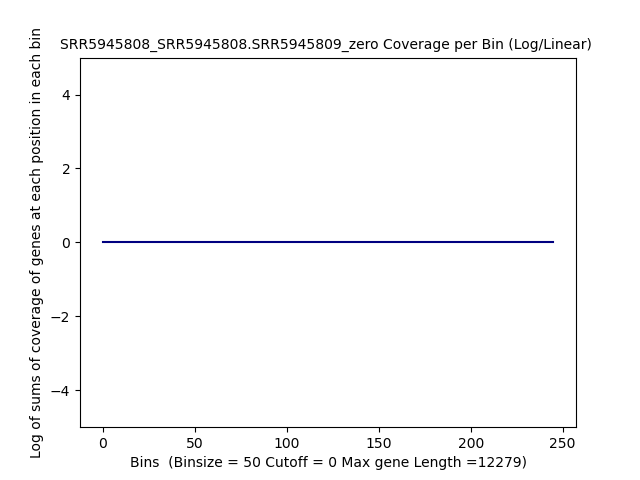 SRR5945808_SRR5945808.SRR5945809_zero Coverage per Bin (Log/Linear)
Log of sums of coverage of genes at each position in each bin
4
2
0
−2
−4
0 50 100 150 200 250
Bins  (Binsize = 50 Cutoff = 0 Max gene Length =12279)